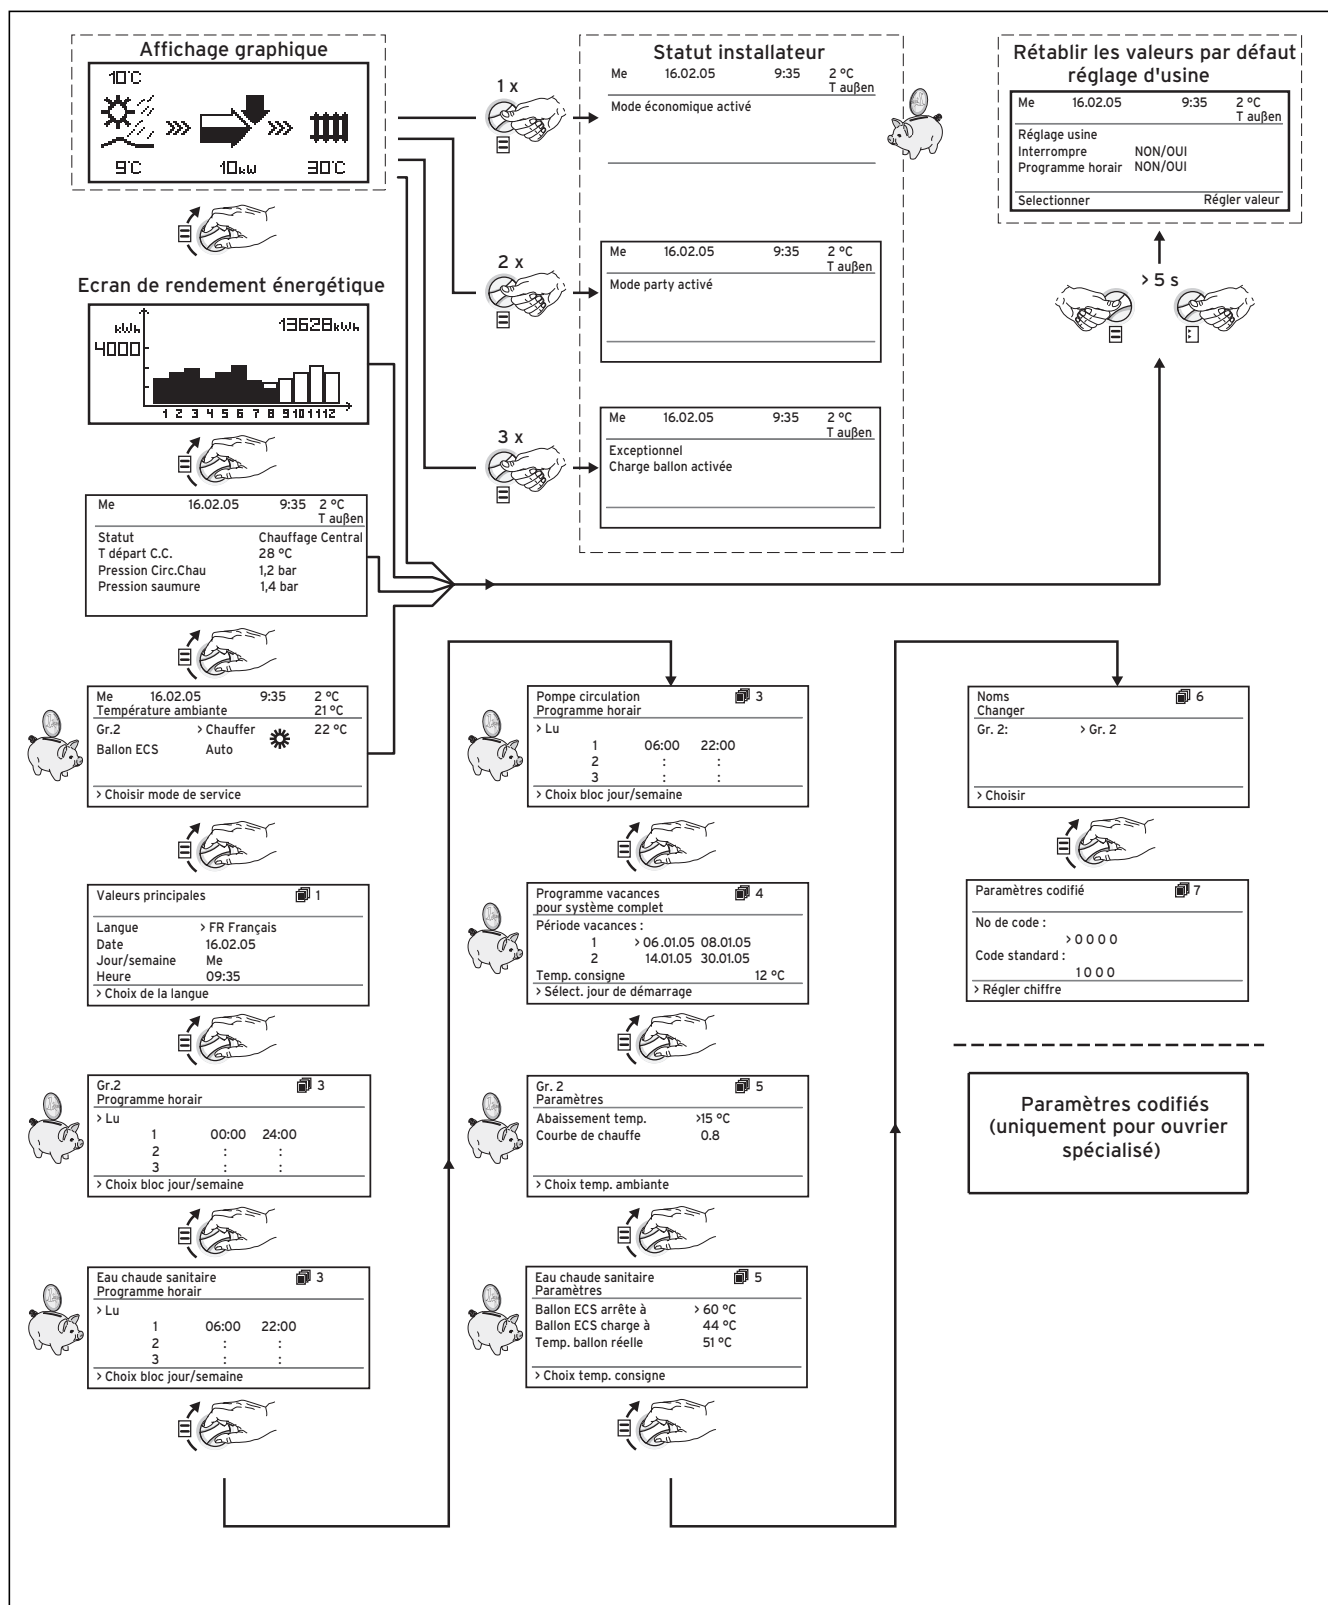 Affichage graphique
10°C
9°C 10kW 30°C
Ecran de rendement énergétique
kWh
13628kWh
4000
1 2 3 4 5 6 7 8 9 10 11 12
Me 16.02.05 9:35 2 °C
T außen
Statut Chauffage Central
T départ C.C. 28 °C
Pression Circ.Chau 1,2 bar
Pression saumure 1,4 bar
Me 16.02.05 9:35 2 °C
Température ambiante 21 °C
Gr.2 > Chauffer 22 °C
Ballon ECS Auto
> Choisir mode de service
Valeurs principales 1
Langue > FR Français
Date 16.02.05
Jour/semaine Me
Heure 09:35
> Choix de la langue
Gr.2 3
Programme horair
> Lu
1 00:00 24:00
2 : :
3 : :
> Choix bloc jour/semaine
Eau chaude sanitaire 3
Programme horair
> Lu
1 06:00 22:00
2 : :
3 : :
> Choix bloc jour/semaine
1 x
2 x
3 x
Statut installateur
Me 16.02.05 9:35 2 °C
T außen
Mode économique activé
Me 16.02.05 9:35 2 °C
T außen
Mode party activé
Me 16.02.05 9:35 2 °C
T außen
Exceptionnel
Charge ballon activée
Pompe circulation 3
Programme horair
> Lu
1 06:00 22:00
2 : :
3 : :
> Choix bloc jour/semaine
Programme vacances 4
pour système complet
Période vacances :
1 > 06.01.05 08.01.05
2 14.01.05 30.01.05
Temp. consigne 12 °C
> Sélect. jour de démarrage
Gr. 2 5
Paramètres
Abaissement temp. >15 °C
Courbe de chauffe 0.8
> Choix temp. ambiante
Eau chaude sanitaire 5
Paramètres
Ballon ECS arrête à > 60 °C
Ballon ECS charge à 44 °C
Temp. ballon réelle 51 °C
> Choix temp. consigne
Rétablir les valeurs par défaut
réglage d'usine
Me 16.02.05 9:35 2 °C
T außen
Réglage usine
Interrompre NON/OUI
Programme horair NON/OUI
Selectionner Régler valeur
> 5 s
Noms 6
Changer
Gr. 2: > Gr. 2
> Choisir
Paramètres codifié 7
No de code :
> 0 0 0 0
Code standard :
1 0 0 0
> Régler chiffre
Paramètres codifiés
(uniquement pour ouvrier
spécialisé)